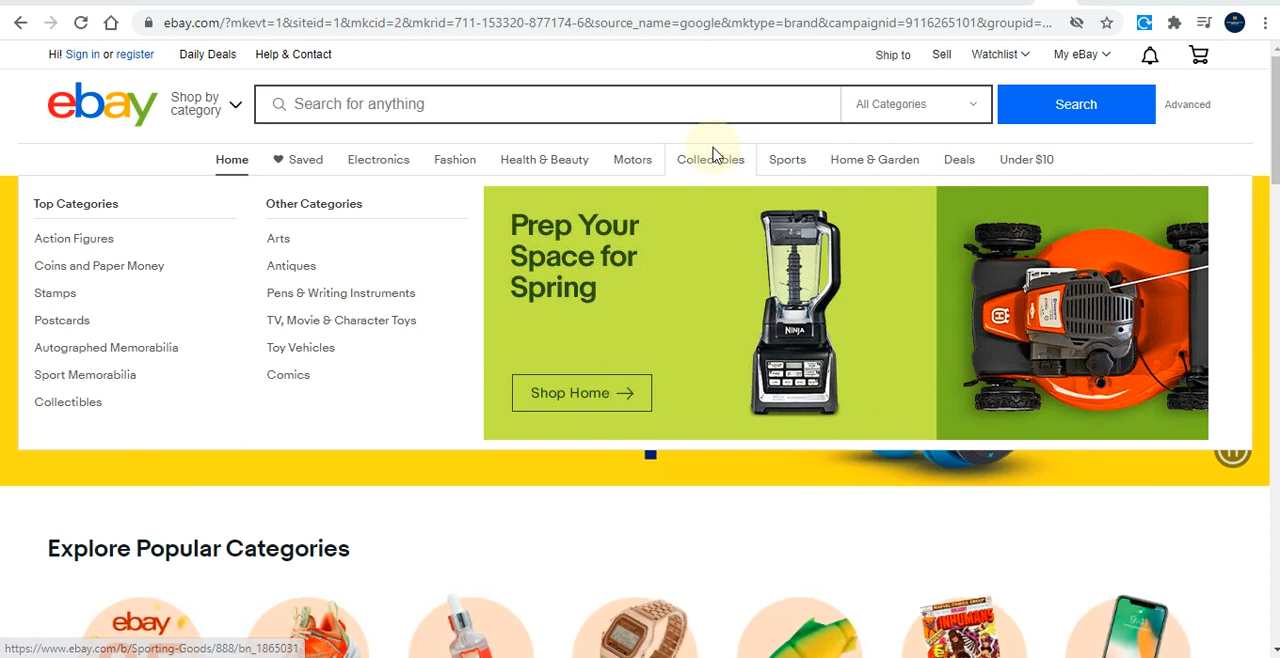 ebay.com/?mkevt=1&siteid=1&mkcid=2&mkrid=711-153320-877174-6&source_name=google&mktype=brand&campaignid=9116265101&groupid=...
Hi! Sign in or register Daily Deals Help & Contact Ship to Sell Watchlist My eBay
ebay Shop by category Search for anything All Categories Search Advanced
Home Saved Electronics Fashion Health & Beauty Motors Collectibles Sports Home & Garden Deals Under $10
Top Categories
Action Figures
Coins and Paper Money
Stamps
Postcards
Autographed Memorabilia
Sport Memorabilia
Collectibles
Other Categories
Arts
Antiques
Pens & Writing Instruments
TV, Movie & Character Toys
Toy Vehicles
Comics
Prep Your
Space for
Spring
Shop Home
NINJA
Explore Popular Categories
ebay
INHUMANS
9:41
https://www.ebay.com/b/Sporting-Goods/888/bn_1865031